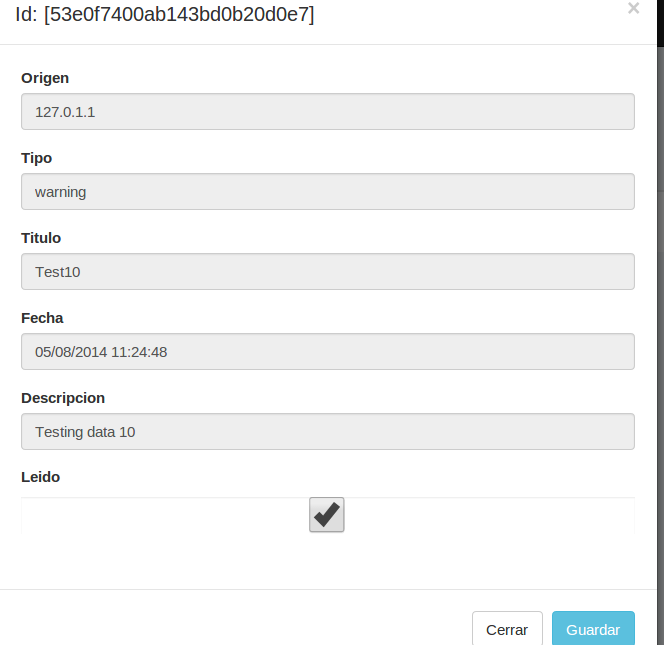 Id: [53e0f7400ab143bd0b20d0e7]
×
Origen
127.0.1.1
Tipo
warning
Titulo
Test10
Fecha
05/08/2014 11:24:48
Descripcion
Testing data 10
Leido
Cerrar Guardar